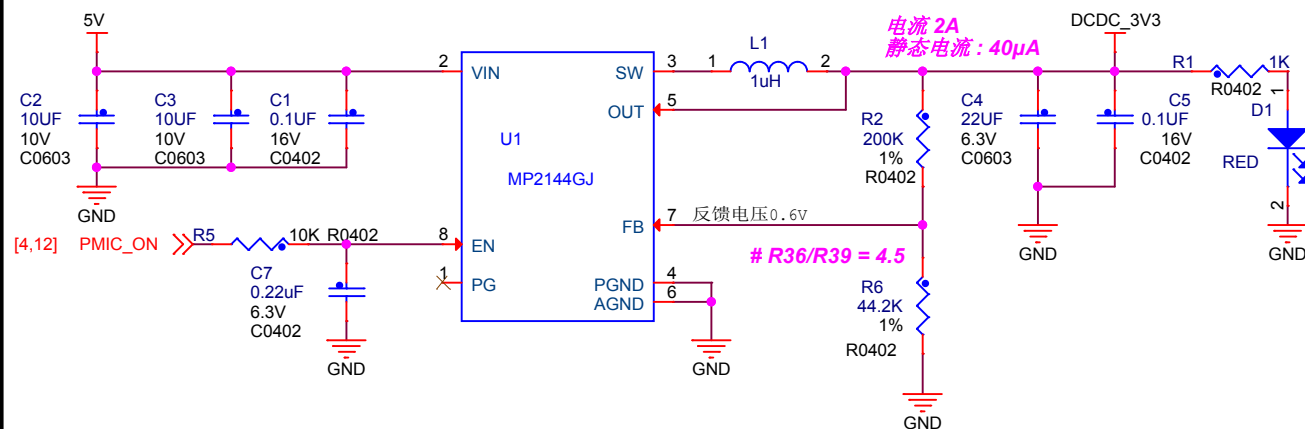 5V
C2
10UF
10V
C0603
C3
10UF
10V
C0603
C1
0.1UF
16V
C0402
GND
[4,12] PMIC_ON
R5
10K R0402
C7
0.22uF
6.3V
C0402
GND
2 VIN
8 EN
1 PG
U1
MP2144GJ
SW 3
OUT 5
FB 7
PGND 4
AGND 6
GND
1 L1 2
1uH
电流 2A
静态电流 : 40μA
反馈电压0.6V
# R36/R39 = 4.5
R2
200K
1%
R0402
R6
44.2K
1%
R0402
GND
C4
22UF
6.3V
C0603
GND
DCDC_3V3
C5
0.1UF
16V
C0402
R1 1K
R0402
D1
1
RED
2
GND